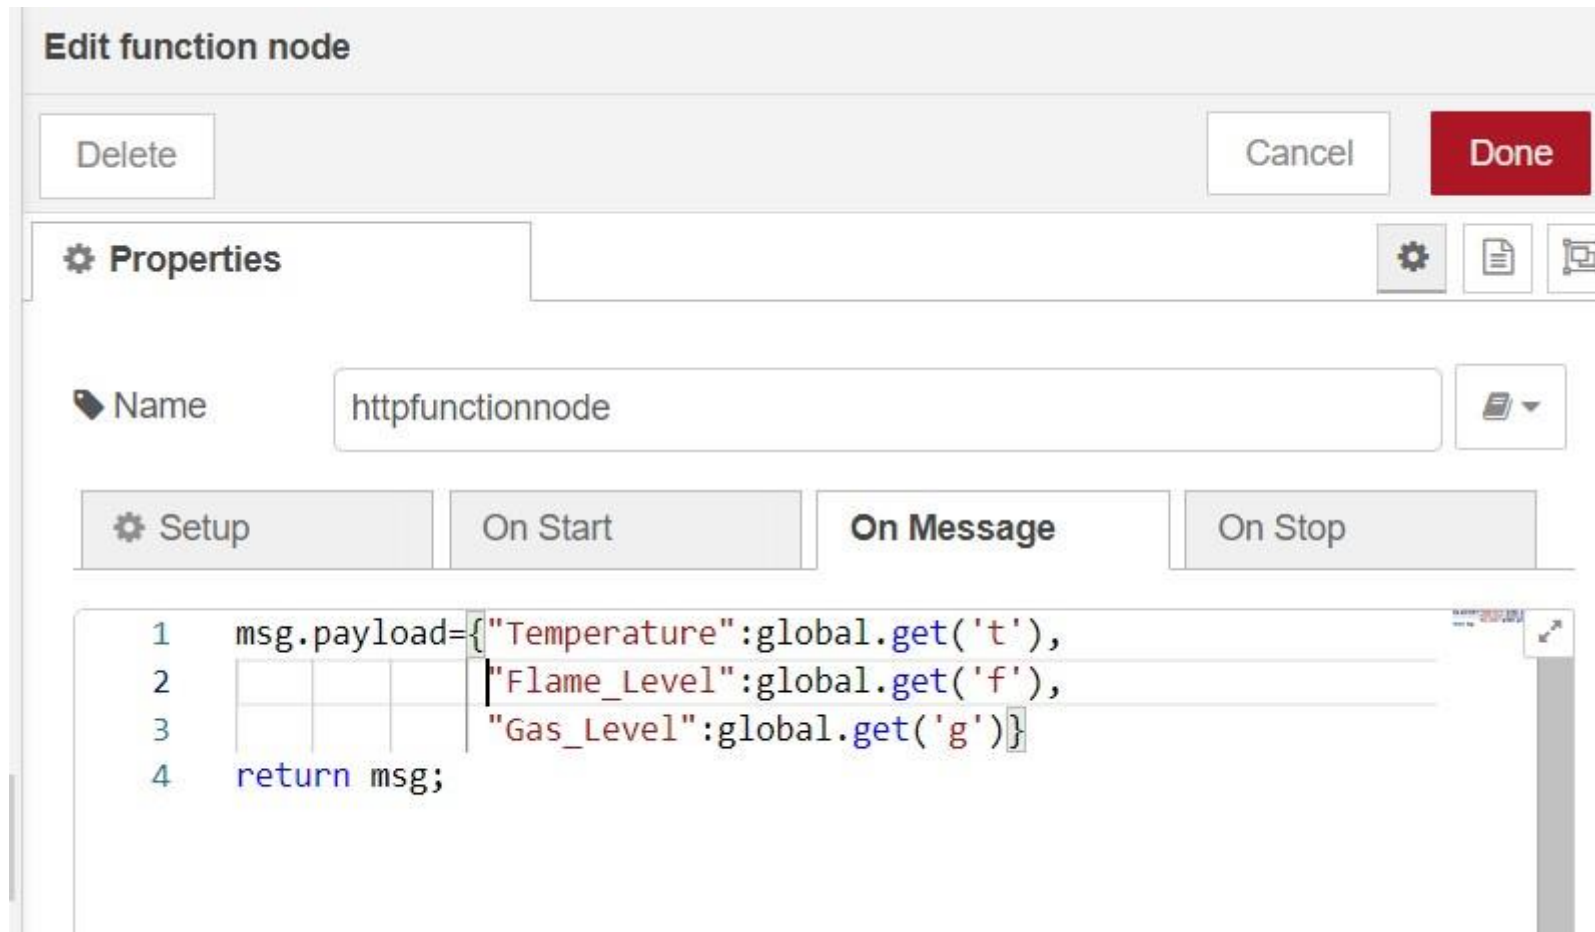 Edit function node
Delete
Cancel
Done
Properties
Name
httpfunctionnode
Setup
On Start
On Message
On Stop
1 msg.payload={"Temperature":global.get('t'),
2 "Flame_Level":global.get('f'),
3 "Gas_Level":global.get('g')}
4 return msg;